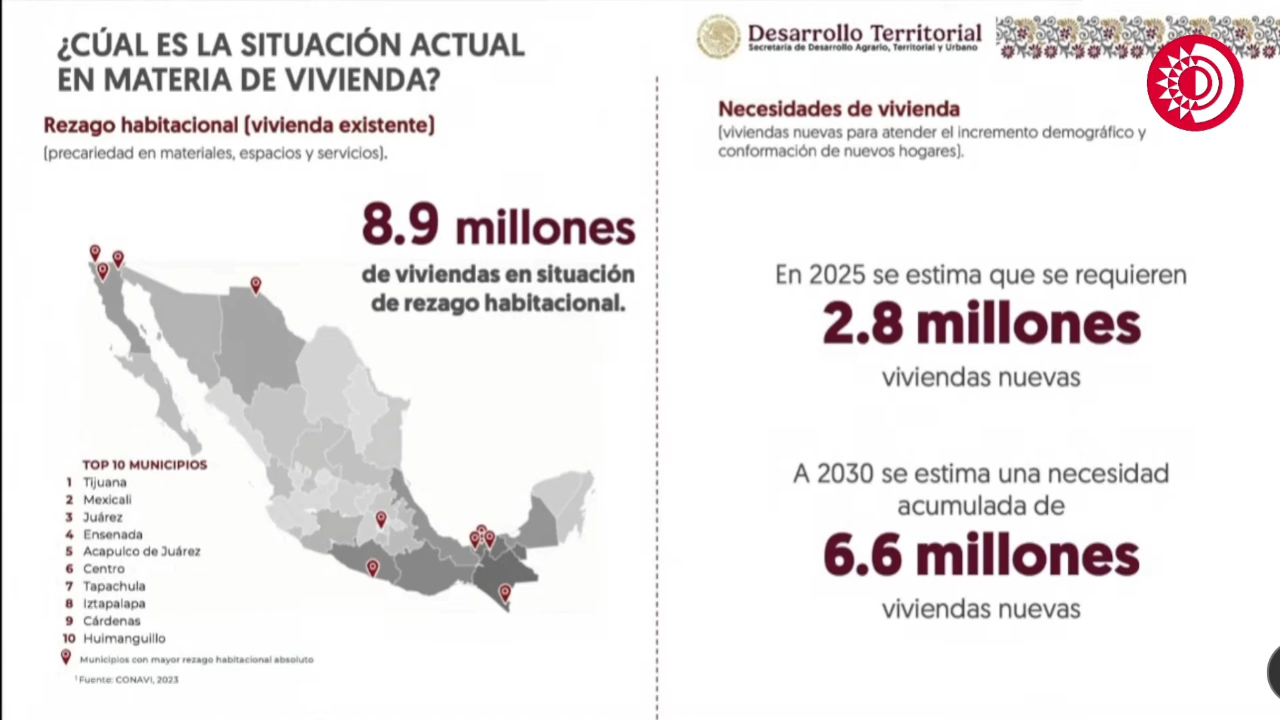 ¿CÚAL ES LA SITUACIÓN ACTUAL
EN MATERIA DE VIVIENDA?
Rezago habitacional (vivienda existente)
(precariedad en materiales, espacios y servicios).
8.9 millones
de viviendas en situación
de rezago habitacional.
TOP 10 MUNICIPIOS
1 Tijuana
2 Mexicali
3 Juárez
4 Ensenada
5 Acapulco de Juárez
6 Centro
7 Tapachula
8 Iztapalapa
9 Cárdenas
10 Huimanguillo
Municipios con mayor rezago habitacional absoluto
1 Fuente: CONAVI, 2023
Desarrollo Territorial
Secretaría de Desarrollo Agrario, Territorial y Urbano
Necesidades de vivienda
(viviendas nuevas para atender el incremento demográfico y
conformación de nuevos hogares).
En 2025 se estima que se requieren
2.8 millones
viviendas nuevas
A 2030 se estima una necesidad
acumulada de
6.6 millones
viviendas nuevas